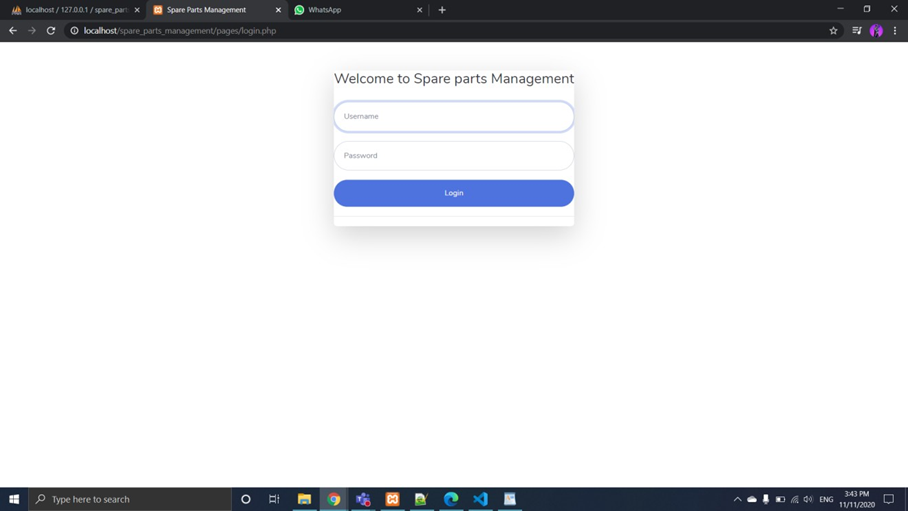 localhost / 127.0.0.1 / spare_part
Spare Parts Management
WhatsApp
localhost/spare_parts_management/pages/login.php
Welcome to Spare parts Management
Username
Password
Login
Type here to search
ENG
3:43 PM
11/11/2020